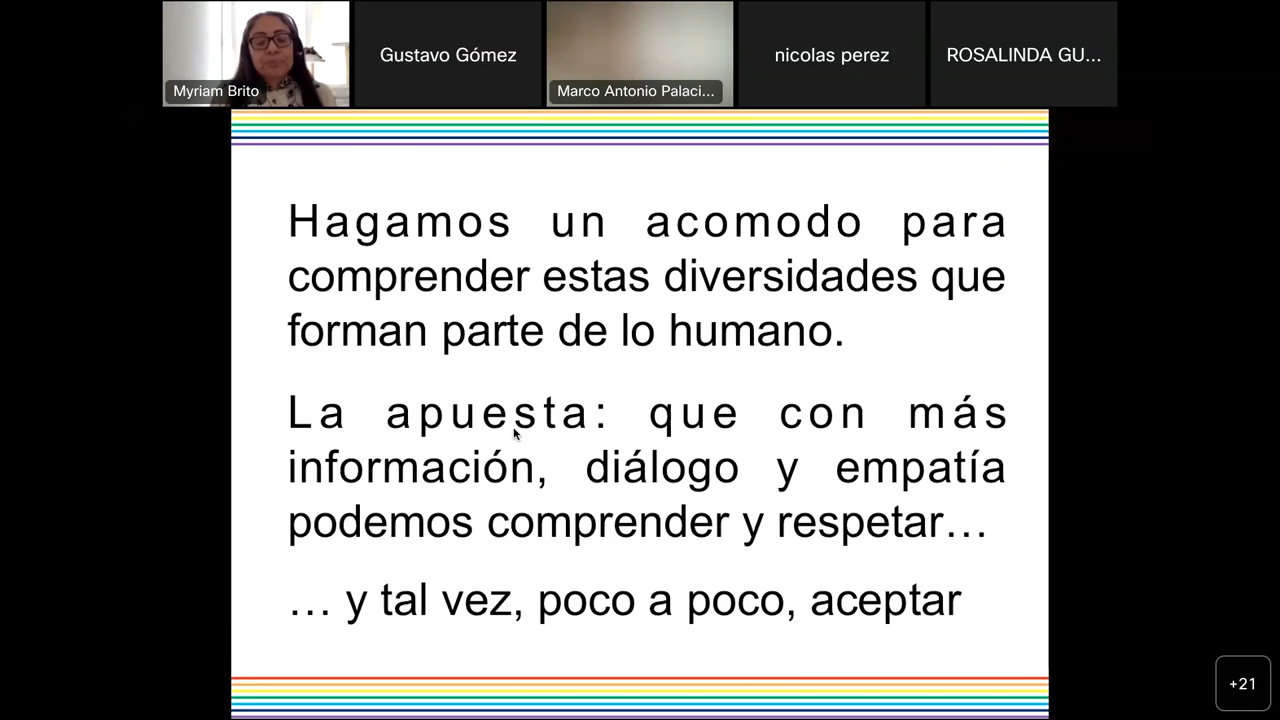 Myriam Brito
Gustavo Gómez
Marco Antonio Palaci...
nicolas perez
ROSALINDA GU...
Hagamos un acomodo para
comprender estas diversidades que
forman parte de lo humano.
La apuesta: que con más
información, diálogo y empatía
podemos comprender y respetar…
… y tal vez, poco a poco, aceptar
+21